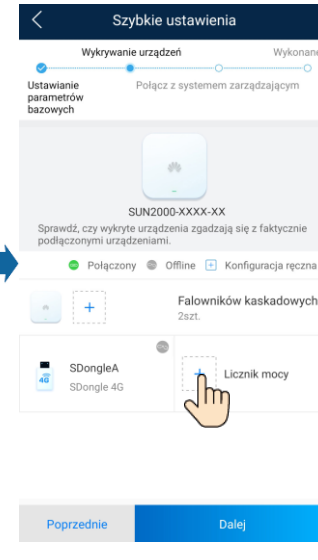 Szybkie ustawienia
Wykrywanie urządzeń
Wykonane
Ustawianie
parametrów
bazowych
Połącz z systemem zarządzającym
SUN2000-XXXX-XX
Sprawdź, czy wykryte urządzenia zgadzają się z faktycznie
podłączonymi urządzeniami.
Połączony
Offline
Konfiguracja ręczna
Falowników kaskadowych
2szt.
4G
SDongleA
SDongle 4G
Licznik mocy
Poprzednie
Dalej